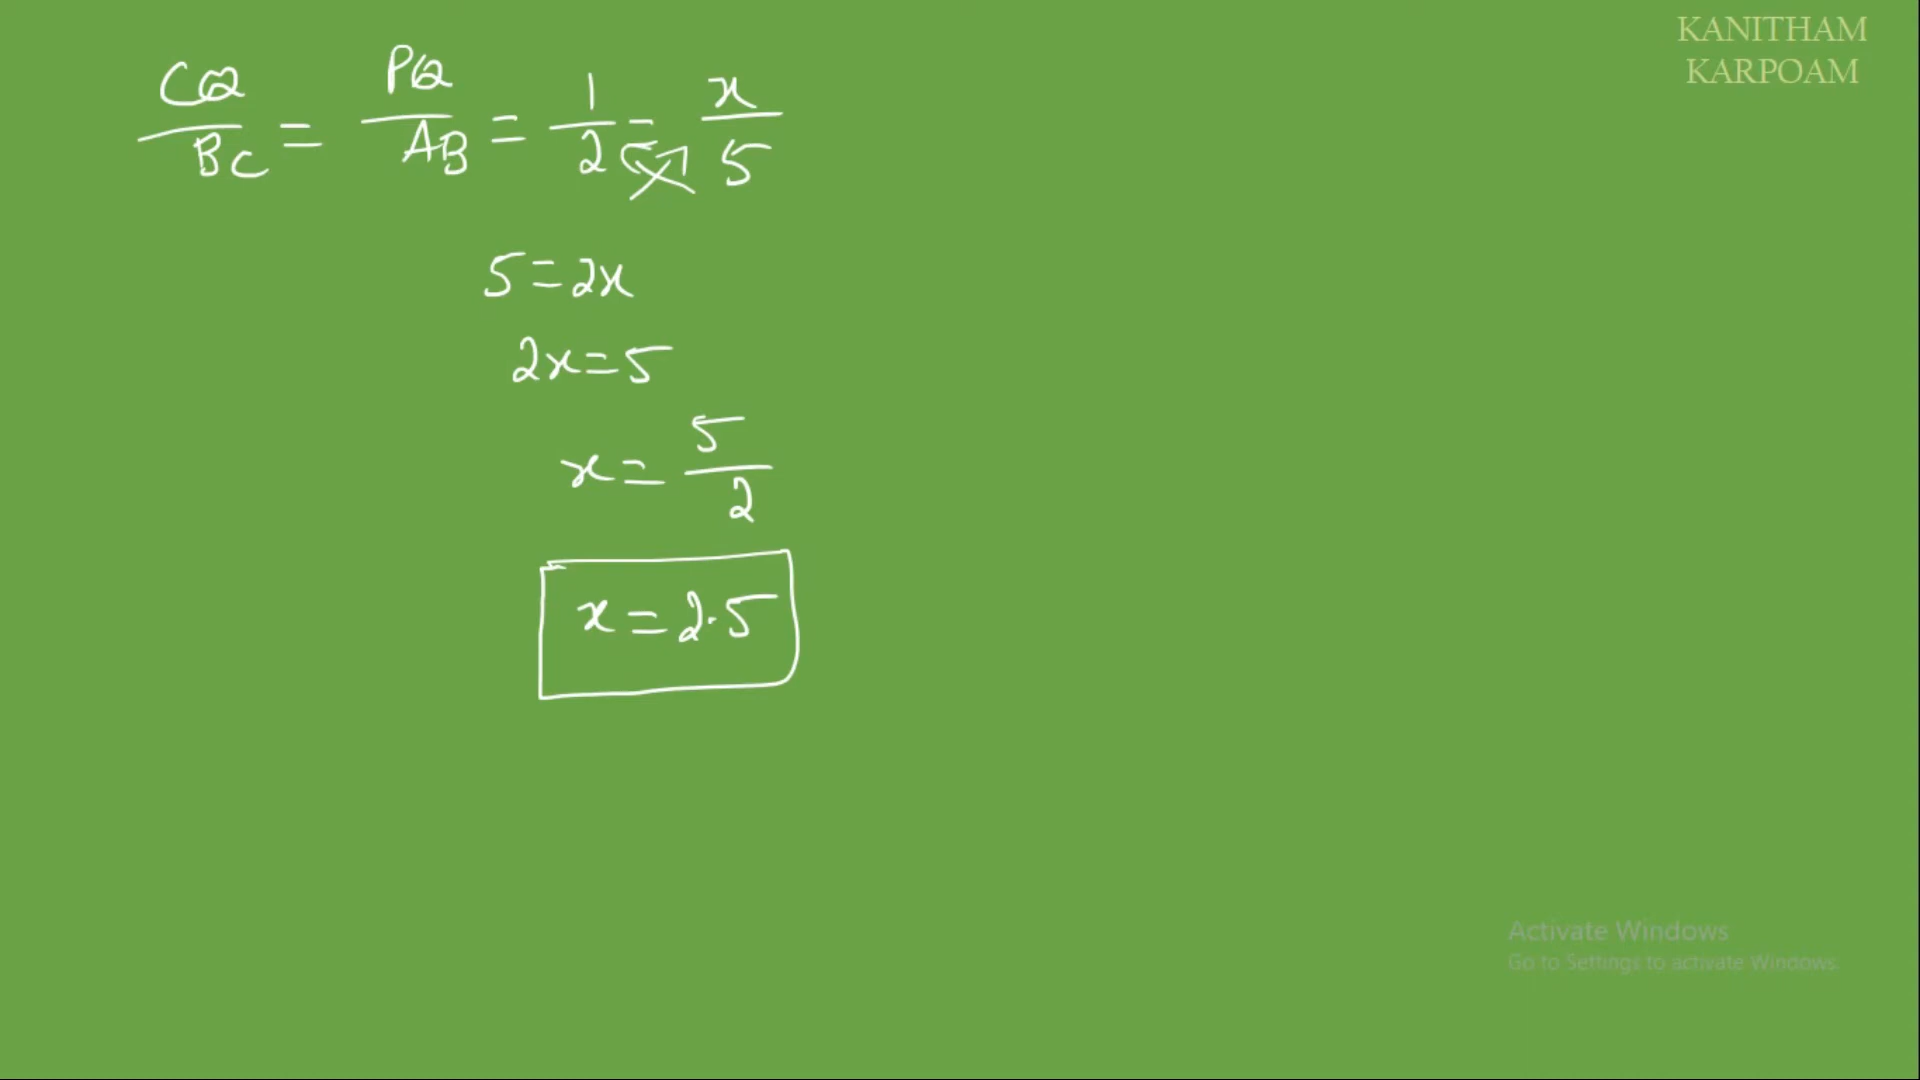 KANITHAM
KARPOAM
CQ/BC = PQ/AB = 1/2 = x/5
5 = 2x
2x = 5
x = 5/2
x = 2.5
Activate Windows
Go to Settings to activate Windows.